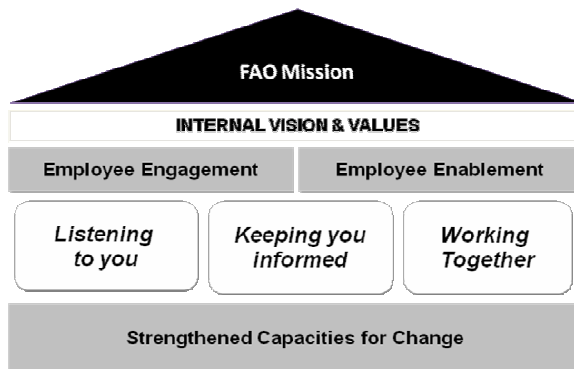 FAO Mission
INTERNAL VISION & VALUES
Employee Engagement
Employee Enablement
Listening
to you
Keeping you
informed
Working
Together
Strengthened Capacities for Change